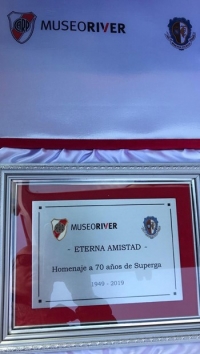 MUSEORIVER
MUSEORIVER
- ETERNA AMISTAD -
Homenaje a 70 años de Superga
1949 - 2019